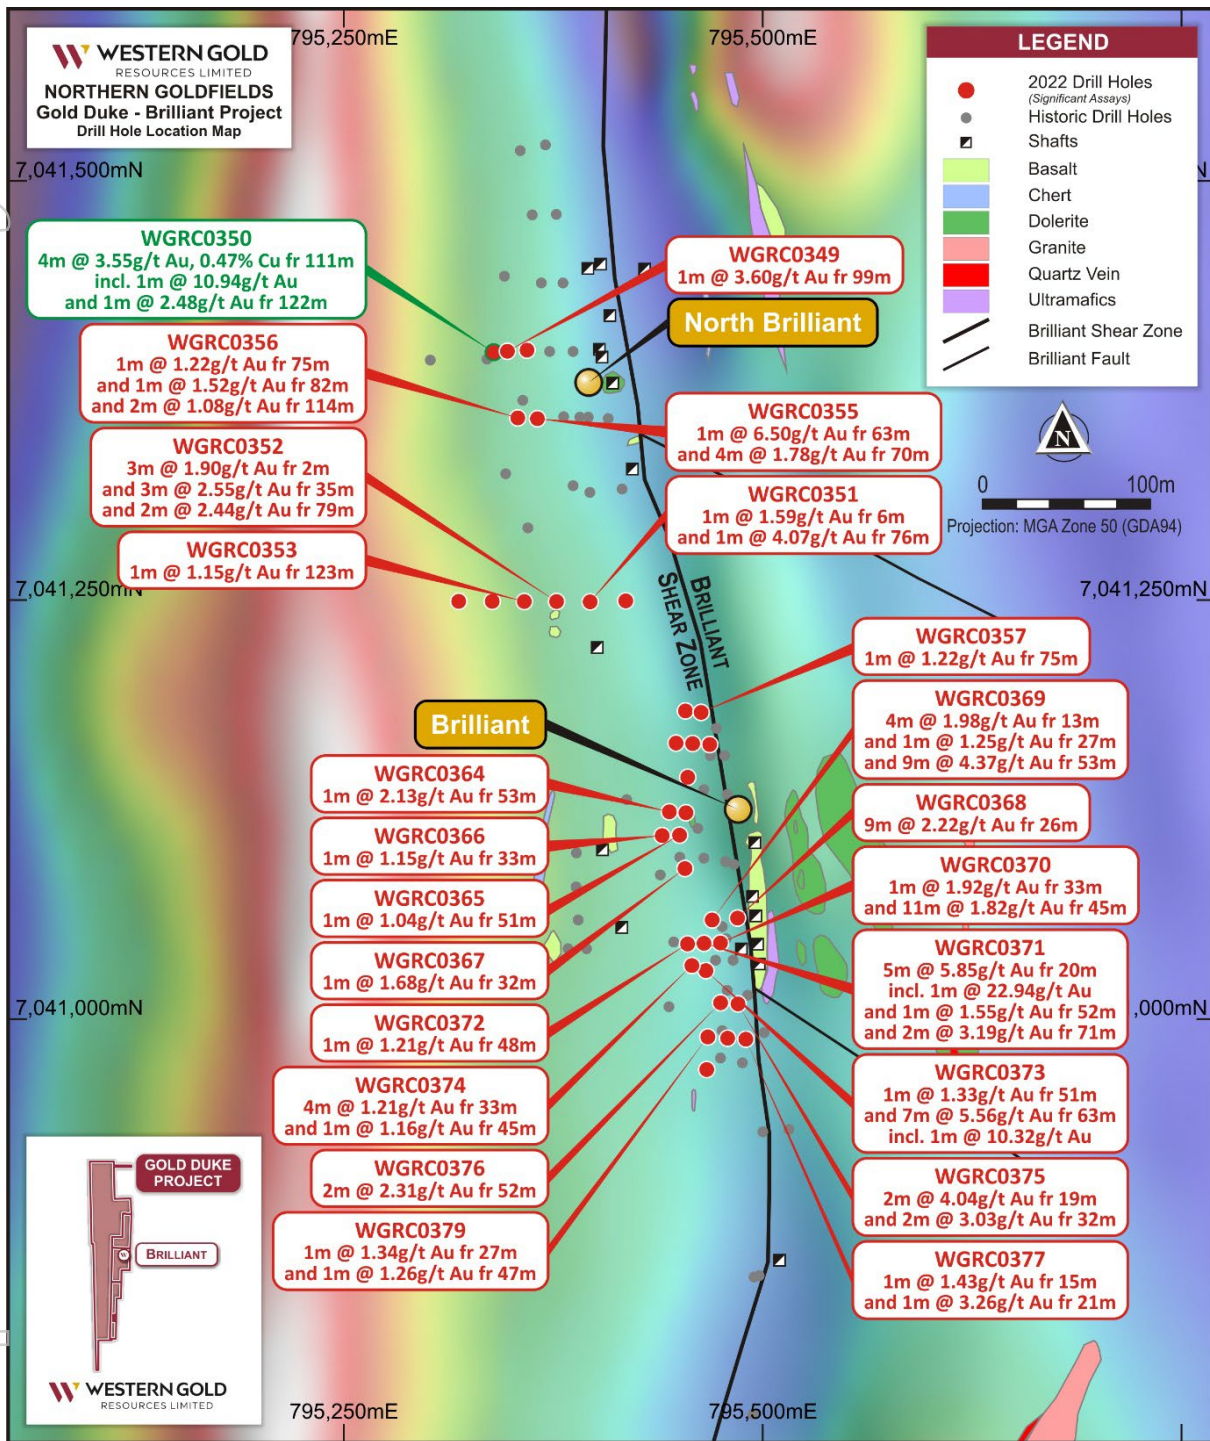 795,250mE
795,500mE
WESTERN GOLD
RESOURCES LIMITED
NORTHERN GOLDFIELDS
Gold Duke - Brilliant Project
Drill Hole Location Map
LEGEND
2022 Drill Holes
(Significant Assays)
Historic Drill Holes
Shafts
Basalt
Chert
Dolerite
Granite
Quartz Vein
Ultramafics
Brilliant Shear Zone
Brilliant Fault
7,041,500mN
N
WGRC0350
4m @ 3.55g/t Au, 0.47% Cu fr 111m
incl. 1m @ 10.94g/t Au
and 1m @ 2.48g/t Au fr 122m
WGRC0349
1m @ 3.60g/t Au fr 99m
North Brilliant
WGRC0356
1m @ 1.22g/t Au fr 75m
and 1m @ 1.52g/t Au fr 82m
and 2m @ 1.08g/t Au fr 114m
WGRC0355
1m @ 6.50g/t Au fr 63m
and 4m @ 1.78g/t Au fr 70m
N
0 100m
Projection: MGA Zone 50 (GDA94)
WGRC0352
3m @ 1.90g/t Au fr 2m
and 3m @ 2.55g/t Au fr 35m
and 2m @ 2.44g/t Au fr 79m
WGRC0351
1m @ 1.59g/t Au fr 6m
and 1m @ 4.07g/t Au fr 76m
WGRC0353
1m @ 1.15g/t Au fr 123m
7,041,250mN
7,041,250mN
BRILLIANT
SHEAR ZONE
WGRC0357
1m @ 1.22g/t Au fr 75m
Brilliant
WGRC0369
4m @ 1.98g/t Au fr 13m
and 1m @ 1.25g/t Au fr 27m
and 9m @ 4.37g/t Au fr 53m
WGRC0364
1m @ 2.13g/t Au fr 53m
WGRC0368
9m @ 2.22g/t Au fr 26m
WGRC0366
1m @ 1.15g/t Au fr 33m
WGRC0370
1m @ 1.92g/t Au fr 33m
and 11m @ 1.82g/t Au fr 45m
WGRC0365
1m @ 1.04g/t Au fr 51m
WGRC0371
5m @ 5.85g/t Au fr 20m
incl. 1m @ 22.94g/t Au
and 1m @ 1.55g/t Au fr 52m
and 2m @ 3.19g/t Au fr 71m
WGRC0367
1m @ 1.68g/t Au fr 32m
7,041,000mN
,000mN
WGRC0372
1m @ 1.21g/t Au fr 48m
WGRC0373
1m @ 1.33g/t Au fr 51m
and 7m @ 5.56g/t Au fr 63m
incl. 1m @ 10.32g/t Au
WGRC0374
4m @ 1.21g/t Au fr 33m
and 1m @ 1.16g/t Au fr 45m
WGRC0376
2m @ 2.31g/t Au fr 52m
WGRC0375
2m @ 4.04g/t Au fr 19m
and 2m @ 3.03g/t Au fr 32m
WGRC0379
1m @ 1.34g/t Au fr 27m
and 1m @ 1.26g/t Au fr 47m
WGRC0377
1m @ 1.43g/t Au fr 15m
and 1m @ 3.26g/t Au fr 21m
GOLD DUKE
PROJECT
BRILLIANT
WESTERN GOLD
RESOURCES LIMITED
795,250mE
795,500mE